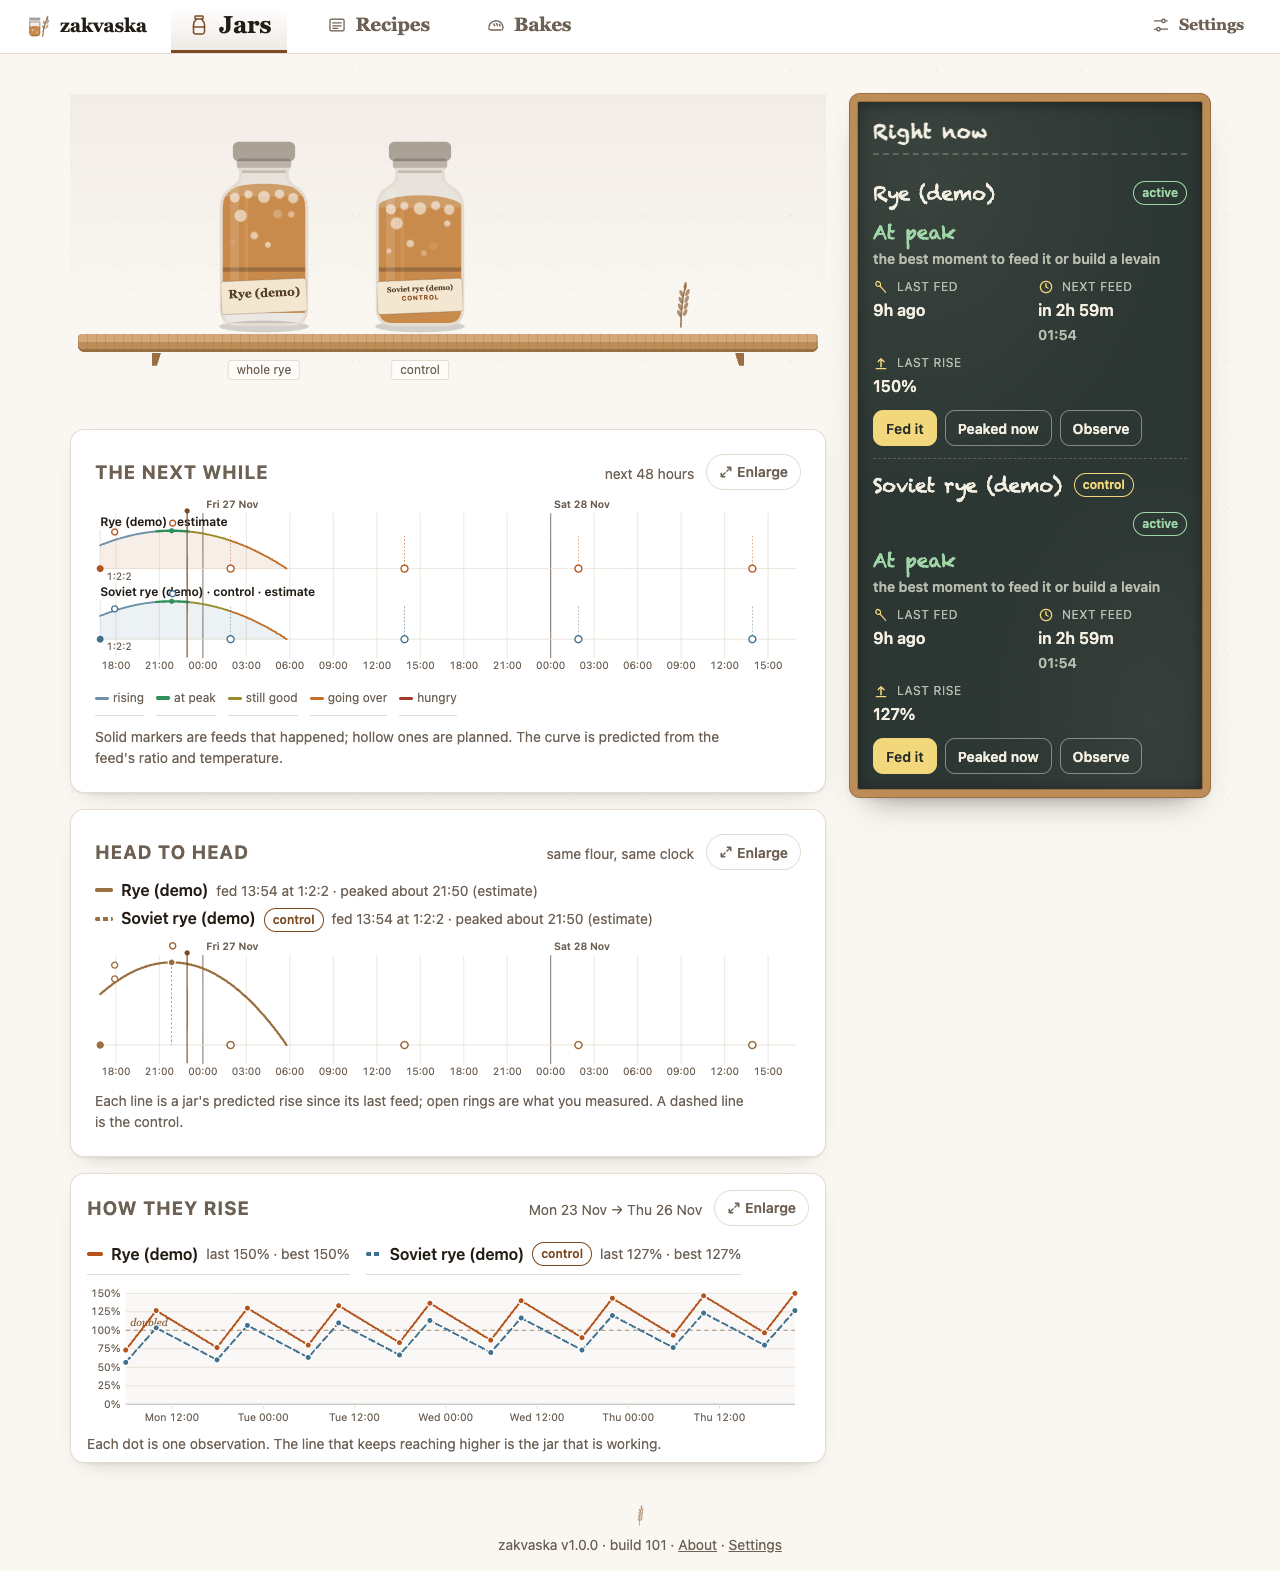 zakvaska
Jars
Recipes
Bakes
Settings
Rye (demo)
Soviet rye (demo)
CONTROL
whole rye
control
Right now
Rye (demo)
active
At peak
the best moment to feed it or build a levain
LAST FED
NEXT FEED
9h ago
in 2h 59m
01:54
LAST RISE
150%
Fed it
Peaked now
Observe
Soviet rye (demo)
control
active
At peak
the best moment to feed it or build a levain
LAST FED
NEXT FEED
9h ago
in 2h 59m
01:54
LAST RISE
127%
Fed it
Peaked now
Observe
THE NEXT WHILE
next 48 hours
Enlarge
Fri 27 Nov
Sat 28 Nov
Rye (demo) · estimate
1:2:2
Soviet rye (demo) · control · estimate
1:2:2
18:00 21:00 00:00 03:00 06:00 09:00 12:00 15:00 18:00 21:00 00:00 03:00 06:00 09:00 12:00 15:00
rising
at peak
still good
going over
hungry
Solid markers are feeds that happened; hollow ones are planned. The curve is predicted from the
feed's ratio and temperature.
HEAD TO HEAD
same flour, same clock
Enlarge
Rye (demo) fed 13:54 at 1:2:2 · peaked about 21:50 (estimate)
Soviet rye (demo) control fed 13:54 at 1:2:2 · peaked about 21:50 (estimate)
Fri 27 Nov
Sat 28 Nov
18:00 21:00 00:00 03:00 06:00 09:00 12:00 15:00 18:00 21:00 00:00 03:00 06:00 09:00 12:00 15:00
Each line is a jar's predicted rise since its last feed; open rings are what you measured. A dashed line
is the control.
HOW THEY RISE
Mon 23 Nov → Thu 26 Nov
Enlarge
Rye (demo) last 150% · best 150%
Soviet rye (demo) control last 127% · best 127%
150%
125%
doubled
100%
75%
50%
25%
0%
Mon 12:00 Tue 00:00 Tue 12:00 Wed 00:00 Wed 12:00 Thu 00:00 Thu 12:00
Each dot is one observation. The line that keeps reaching higher is the jar that is working.
zakvaska v1.0.0 · build 101 · About · Settings